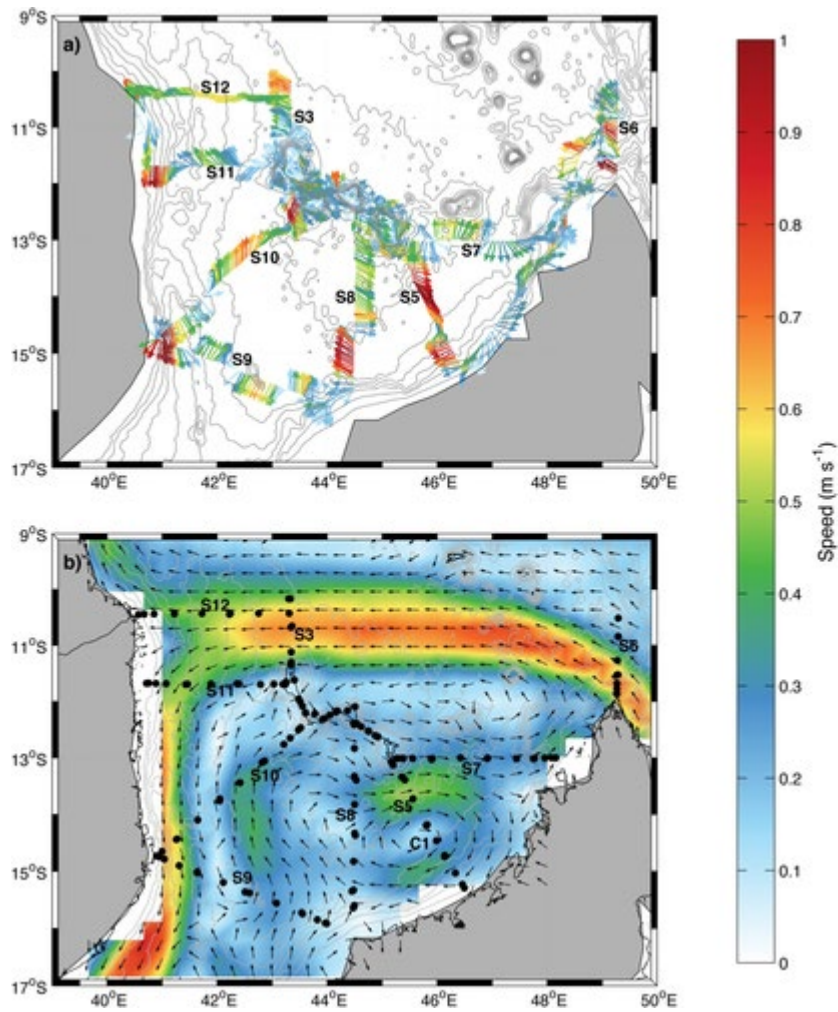 a)
9°S
11°S
13°S
15°S
17°S
40°E
42°E
44°E
46°E
48°E
50°E
S12
S3
S6
S11
S10
S7
S8
S5
S9
b)
9°S
11°S
13°S
15°S
17°S
40°E
42°E
44°E
46°E
48°E
50°E
S12
S3
S6
S11
S10
S7
S5
S8
C1
S9
1
0.9
0.8
0.7
0.6
0.5
0.4
0.3
0.2
0.1
0
Speed (m s⁻¹)